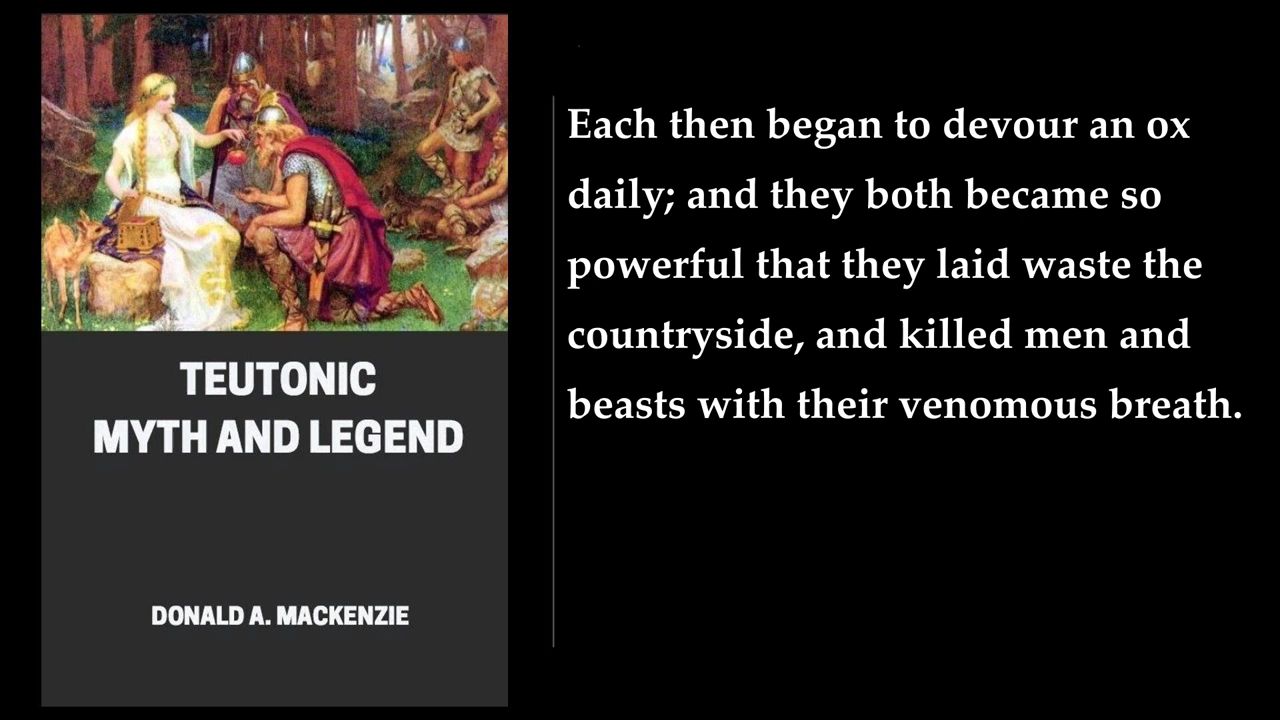 TEUTONIC
MYTH AND LEGEND
DONALD A. MACKENZIE
Each then began to devour an ox
daily; and they both became so
powerful that they laid waste the
countryside, and killed men and
beasts with their venomous breath.